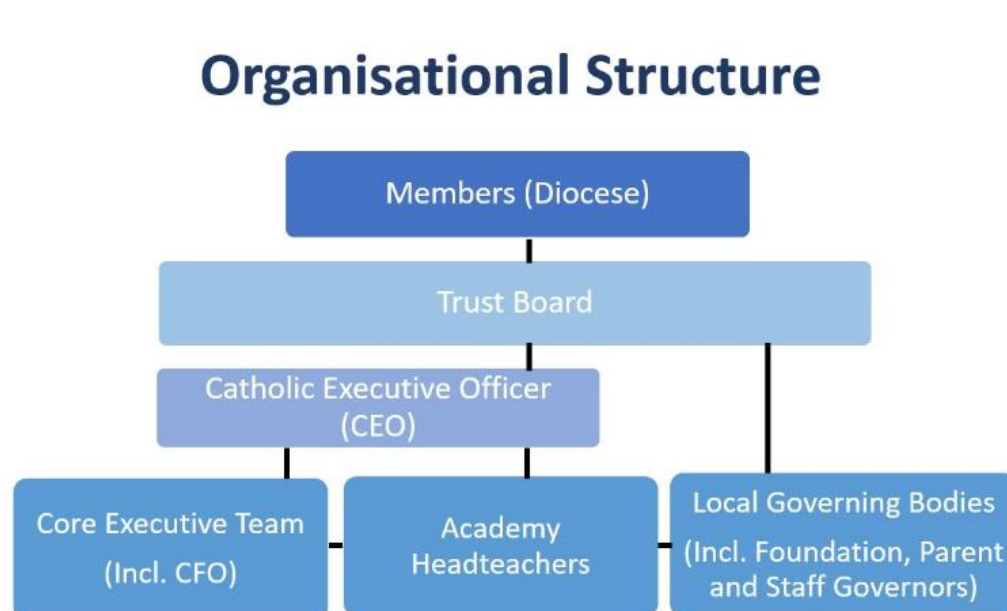 Organisational Structure
Members (Diocese)
Trust Board
Catholic Executive Officer
(CEO)
Core Executive Team
(Incl. CFO)
Academy
Headteachers
Local Governing Bodies
(Incl. Foundation, Parent
and Staff Governors)